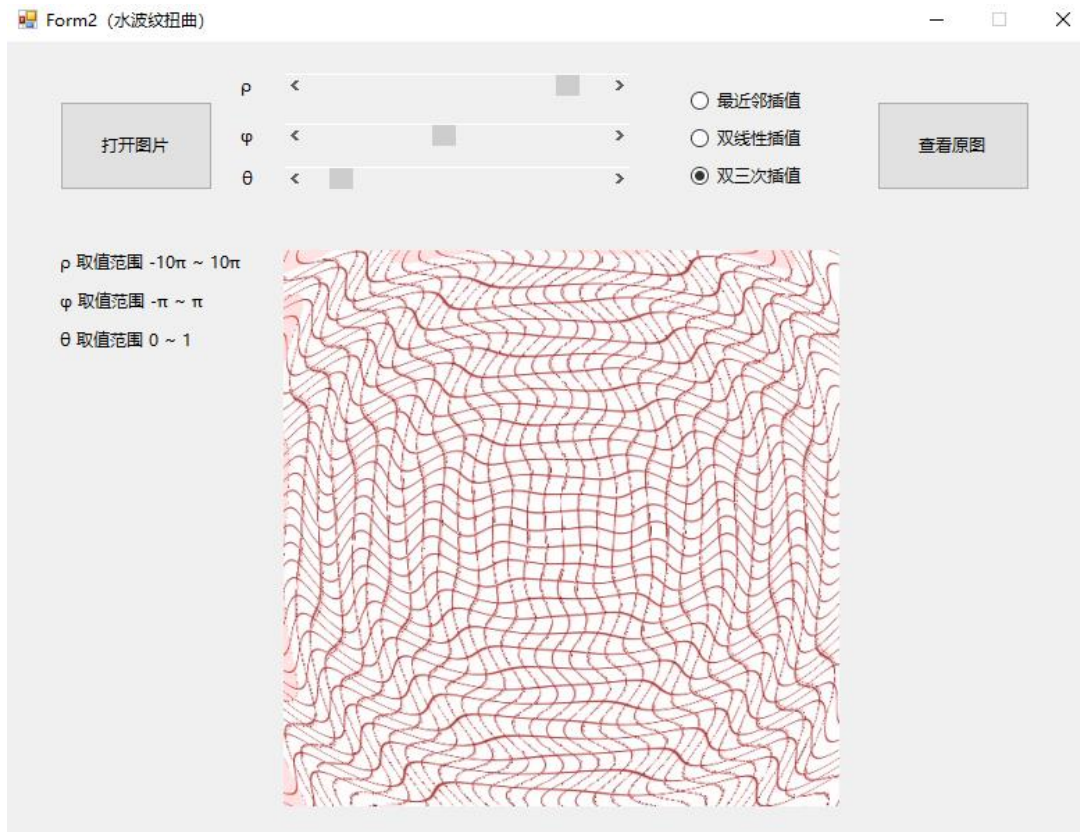 Form2（水波纹扭曲）
打开图片
ρ
φ
θ
最近邻插值
双线性插值
双三次插值
查看原图
ρ 取值范围 -10π ~ 10π
φ 取值范围 -π ~ π
θ 取值范围 0 ~ 1